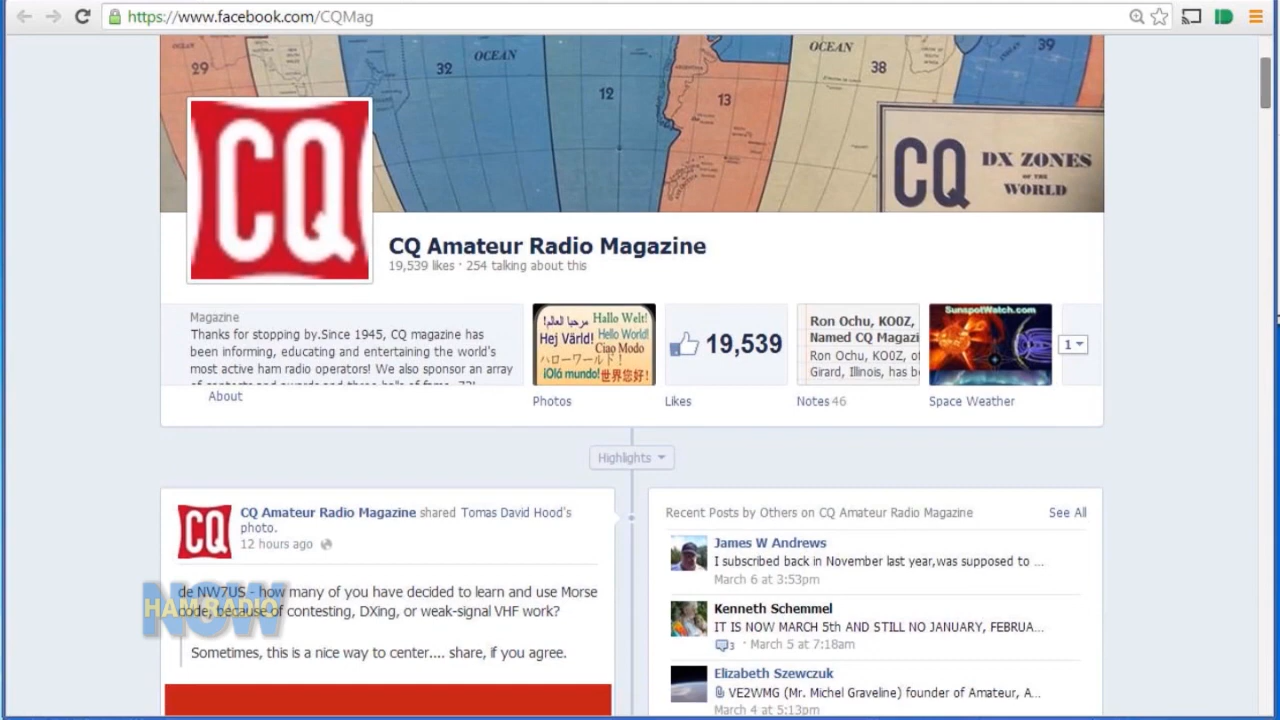 https://www.facebook.com/CQMag
29
OCEAN
32
12
13
OCEAN
38
39
CQ DX ZONES
OF THE
WORLD
CQ
CQ Amateur Radio Magazine
19,539 likes · 254 talking about this
Magazine
Thanks for stopping by.Since 1945, CQ magazine has
been informing, educating and entertaining the world's
most active ham radio operators! We also sponsor an array
About
مرحبا العالم!
Hallo Welt!
Hej Värld!
Hello World!
Ciao Modo
ハローワールド!
¡Olá mundo!
世界您好!
Photos
19,539
Likes
Ron Ochu, KO0Z,
Named CQ Magazi
Ron Ochu, KO0Z, of
Girard, Illinois, has be
Notes 46
SunspotWatch.com
Space Weather
1
Highlights
CQ
CQ Amateur Radio Magazine shared Tomas David Hood's
photo.
12 hours ago
de NW7US - how many of you have decided to learn and use Morse
code, because of contesting, DXing, or weak-signal VHF work?
Sometimes, this is a nice way to center.... share, if you agree.
HAM RADIO
NOW
Recent Posts by Others on CQ Amateur Radio Magazine
See All
James W Andrews
I subscribed back in November last year,was supposed to ...
March 6 at 3:53pm
Kenneth Schemmel
IT IS NOW MARCH 5th AND STILL NO JANUARY, FEBRUA...
3 · March 5 at 7:18am
Elizabeth Szewczuk
VE2WMG (Mr. Michel Graveline) founder of Amateur, A...
March 4 at 5:13pm